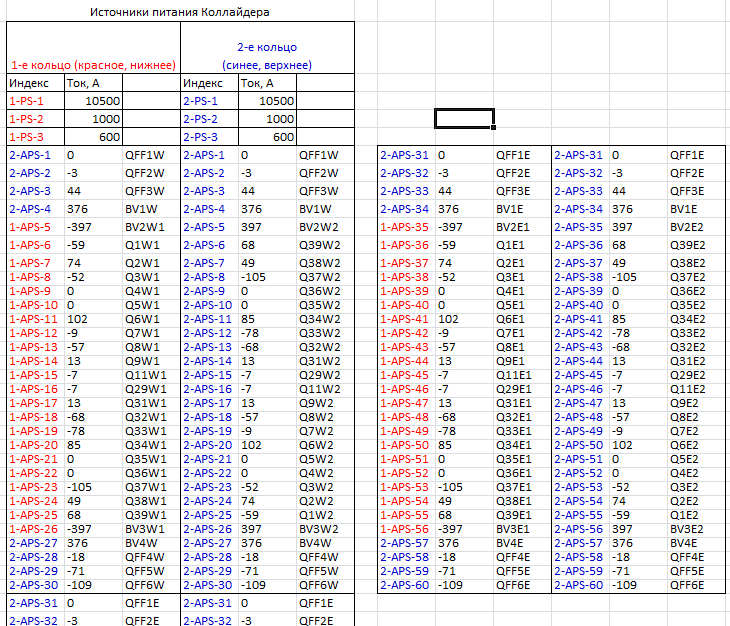 Источники питания Коллайдера
2-е кольцо
1-е кольцо (красное, нижнее) (синее, верхнее)
Индекс Ток, А Индекс Ток, А
1-PS-1 10500 2-PS-1 10500
1-PS-2 1000 2-PS-2 1000
1-PS-3 600 2-PS-3 600
2-APS-1 0 QFF1W 2-APS-1 0 QFF1W 2-APS-31 0 QFF1E 2-APS-31 0 QFF1E
2-APS-2 -3 QFF2W 2-APS-2 -3 QFF2W 2-APS-32 -3 QFF2E 2-APS-32 -3 QFF2E
2-APS-3 44 QFF3W 2-APS-3 44 QFF3W 2-APS-33 44 QFF3E 2-APS-33 44 QFF3E
2-APS-4 376 BV1W 2-APS-4 376 BV1W 2-APS-34 376 BV1E 2-APS-34 376 BV1E
1-APS-5 -397 BV2W1 2-APS-5 397 BV2W2 1-APS-35 -397 BV2E1 2-APS-35 397 BV2E2
1-APS-6 -59 Q1W1 2-APS-6 68 Q39W2 1-APS-36 -59 Q1E1 2-APS-36 68 Q39E2
1-APS-7 74 Q2W1 2-APS-7 49 Q38W2 1-APS-37 74 Q2E1 2-APS-37 49 Q38E2
1-APS-8 -52 Q3W1 2-APS-8 -105 Q37W2 1-APS-38 -52 Q3E1 2-APS-38 -105 Q37E2
1-APS-9 0 Q4W1 2-APS-9 0 Q36W2 1-APS-39 0 Q4E1 2-APS-39 0 Q36E2
1-APS-10 0 Q5W1 2-APS-10 0 Q35W2 1-APS-40 0 Q5E1 2-APS-40 0 Q35E2
1-APS-11 102 Q6W1 2-APS-11 85 Q34W2 1-APS-41 102 Q6E1 2-APS-41 85 Q34E2
1-APS-12 -9 Q7W1 2-APS-12 -78 Q33W2 1-APS-42 -9 Q7E1 2-APS-42 -78 Q33E2
1-APS-13 -57 Q8W1 2-APS-13 -68 Q32W2 1-APS-43 -57 Q8E1 2-APS-43 -68 Q32E2
1-APS-14 13 Q9W1 2-APS-14 13 Q31W2 1-APS-44 13 Q9E1 2-APS-44 13 Q31E2
1-APS-15 -7 Q11W1 2-APS-15 -7 Q29W2 1-APS-45 -7 Q11E1 2-APS-45 -7 Q29E2
1-APS-16 -7 Q29W1 2-APS-16 -7 Q11W2 1-APS-46 -7 Q29E1 2-APS-46 -7 Q11E2
1-APS-17 13 Q31W1 2-APS-17 13 Q9W2 1-APS-47 13 Q31E1 2-APS-47 13 Q9E2
1-APS-18 -68 Q32W1 2-APS-18 -57 Q8W2 1-APS-48 -68 Q32E1 2-APS-48 -57 Q8E2
1-APS-19 -78 Q33W1 2-APS-19 -9 Q7W2 1-APS-49 -78 Q33E1 2-APS-49 -9 Q7E2
1-APS-20 85 Q34W1 2-APS-20 102 Q6W2 1-APS-50 85 Q34E1 2-APS-50 102 Q6E2
1-APS-21 0 Q35W1 2-APS-21 0 Q5W2 1-APS-51 0 Q35E1 2-APS-51 0 Q5E2
1-APS-22 0 Q36W1 2-APS-22 0 Q4W2 1-APS-52 0 Q36E1 2-APS-52 0 Q4E2
1-APS-23 -105 Q37W1 2-APS-23 -52 Q3W2 1-APS-53 -105 Q37E1 2-APS-53 -52 Q3E2
1-APS-24 49 Q38W1 2-APS-24 74 Q2W2 1-APS-54 49 Q38E1 2-APS-54 74 Q2E2
1-APS-25 68 Q39W1 2-APS-25 -59 Q1W2 1-APS-55 68 Q39E1 2-APS-55 -59 Q1E2
1-APS-26 -397 BV3W1 2-APS-26 397 BV3W2 1-APS-56 -397 BV3E1 2-APS-56 397 BV3E2
2-APS-27 376 BV4W 2-APS-27 376 BV4W 2-APS-57 376 BV4E 2-APS-57 376 BV4E
2-APS-28 -18 QFF4W 2-APS-28 -18 QFF4W 2-APS-58 -18 QFF4E 2-APS-58 -18 QFF4E
2-APS-29 -71 QFF5W 2-APS-29 -71 QFF5W 2-APS-59 -71 QFF5E 2-APS-59 -71 QFF5E
2-APS-30 -109 QFF6W 2-APS-30 -109 QFF6W 2-APS-60 -109 QFF6E 2-APS-60 -109 QFF6E
2-APS-31 0 QFF1E 2-APS-31 0 QFF1E
2-APS-32 -3 QFF2E 2-APS-32 -3 QFF2E